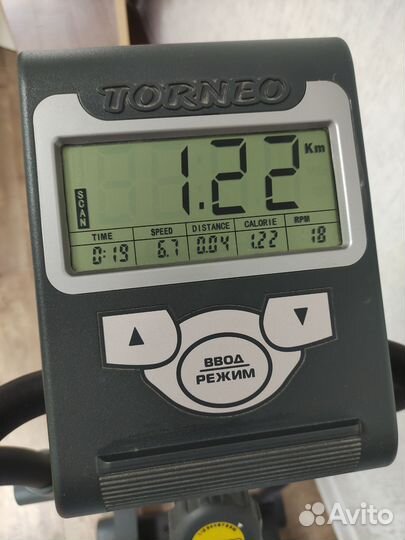 TORNEO
1.22 Km
SCAN
TIME SPEED DISTANCE CALORIE RPM
0:19 6.7 0.04 1.22 18
ВВОД
РЕЖИМ
Avito